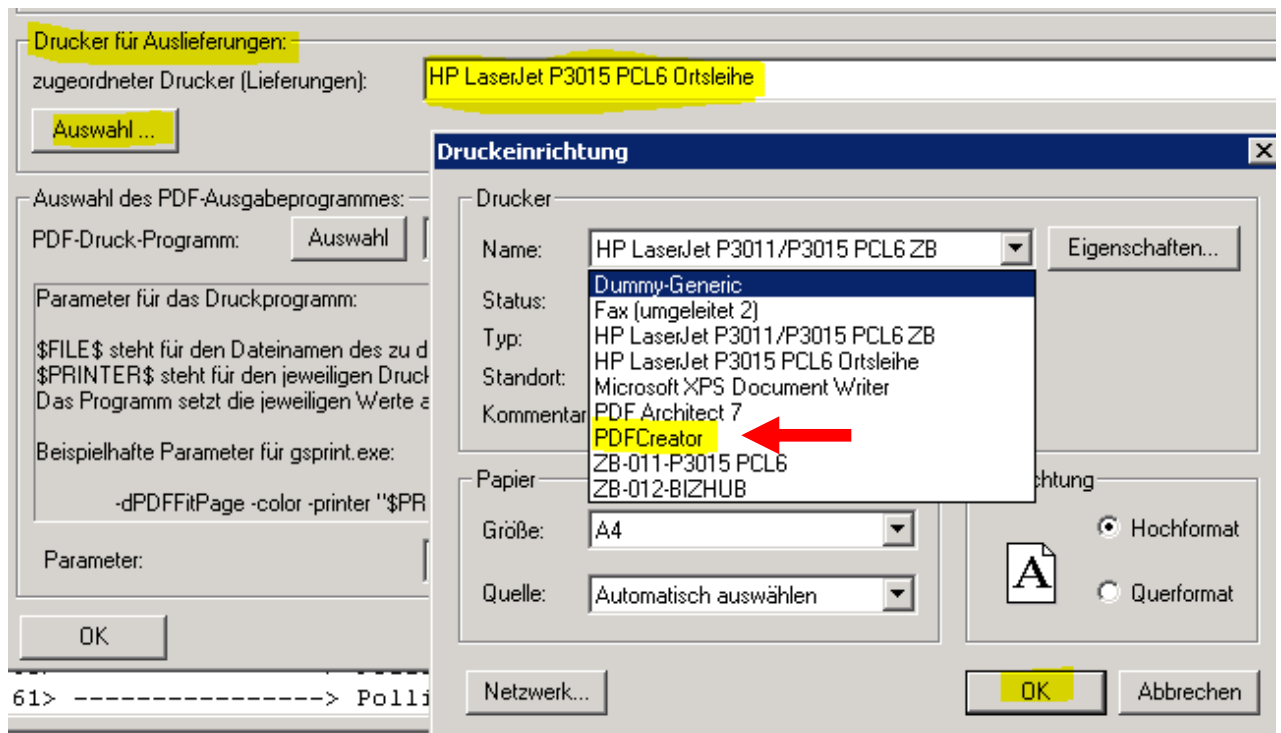 Drucker für Auslieferungen:
zugeordneter Drucker (Lieferungen):
HP LaserJet P3015 PCL6 Ortsleihe
Auswahl ...
Auswahl des PDF-Ausgabeprogrammes:
PDF-Druck-Programm:
Auswahl
Parameter für das Druckprogramm:
$FILE$ steht für den Dateinamen des zu d
$PRINTER$ steht für den jeweiligen Druck
Das Programm setzt die jeweiligen Werte a
Beispielhafte Parameter für gsprint.exe:
-dPDFFitPage -color -printer "$PR
Parameter:
OK
61> ----------------> Polli
Druckeinrichtung
Drucker
Name:
HP LaserJet P3011/P3015 PCL6 ZB
Eigenschaften...
Status:
Typ:
Standort:
Kommentar
Dummy-Generic
Fax (umgeleitet 2)
HP LaserJet P3011/P3015 PCL6 ZB
HP LaserJet P3015 PCL6 Ortsleihe
Microsoft XPS Document Writer
PDF Architect 7
PDFCreator
ZB-011-P3015 PCL6
ZB-012-BIZHUB
Papier
Größe:
A4
Quelle:
Automatisch auswählen
chtung
A
Hochformat
Querformat
Netzwerk...
OK
Abbrechen